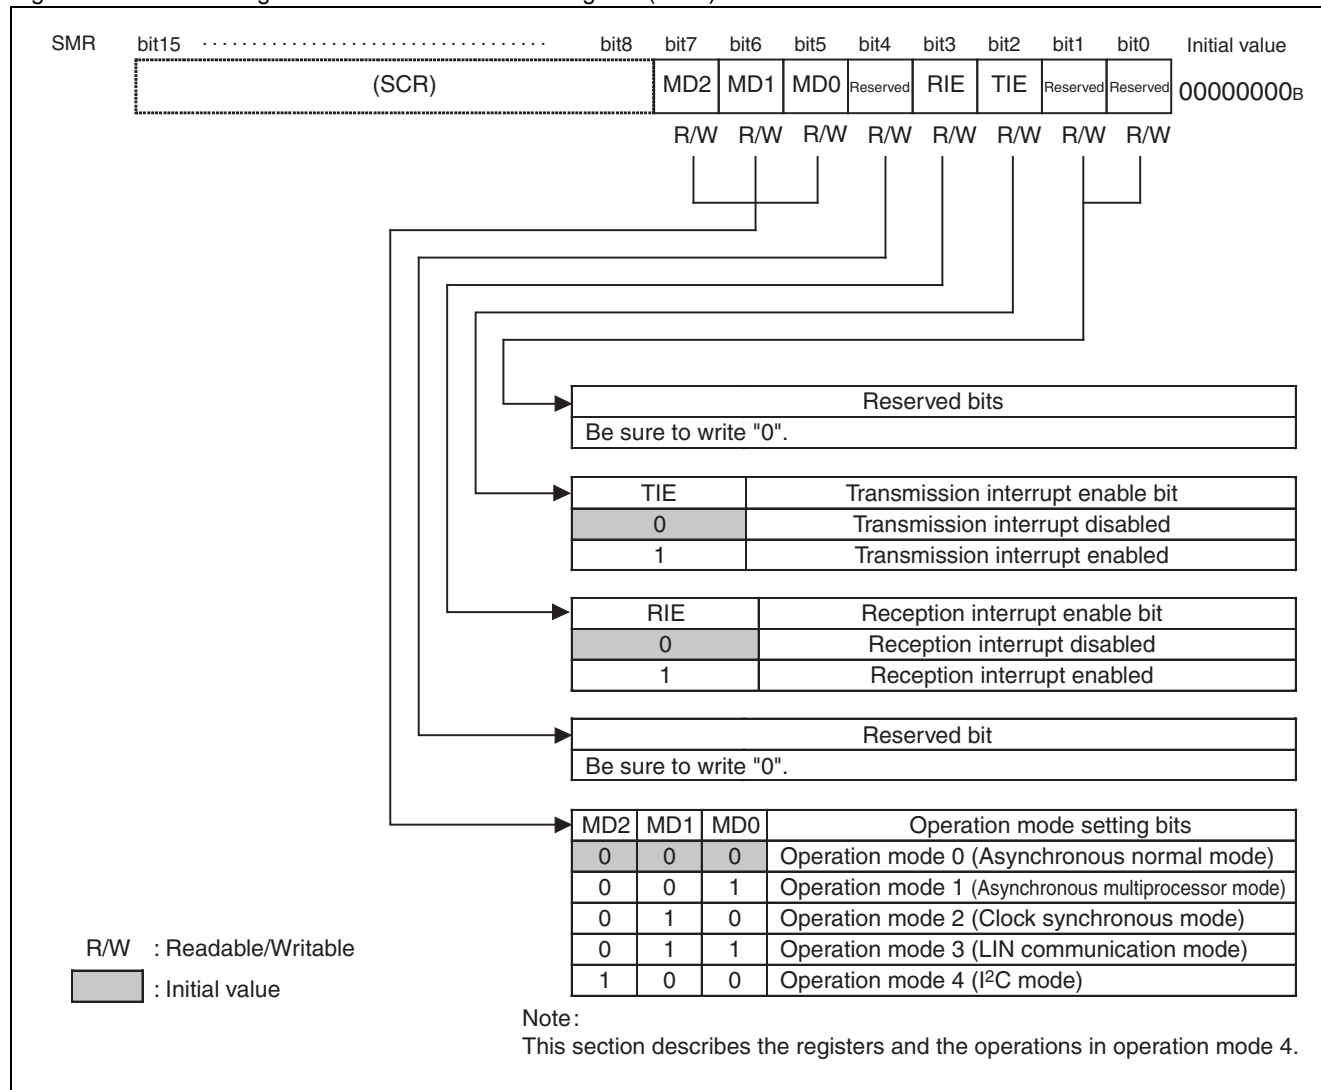 SMR bit15 .................................. bit8 bit7 bit6 bit5 bit4 bit3 bit2 bit1 bit0 Initial value
(SCR) MD2 MD1 MD0 Reserved RIE TIE Reserved Reserved 00000000B
R/W R/W R/W R/W R/W R/W R/W R/W
Reserved bits
Be sure to write "0".
TIE Transmission interrupt enable bit
0 Transmission interrupt disabled
1 Transmission interrupt enabled
RIE Reception interrupt enable bit
0 Reception interrupt disabled
1 Reception interrupt enabled
Reserved bit
Be sure to write "0".
MD2 MD1 MD0 Operation mode setting bits
0 0 0 Operation mode 0 (Asynchronous normal mode)
0 0 1 Operation mode 1 (Asynchronous multiprocessor mode)
0 1 0 Operation mode 2 (Clock synchronous mode)
0 1 1 Operation mode 3 (LIN communication mode)
1 0 0 Operation mode 4 (I²C mode)
R/W : Readable/Writable
: Initial value
Note:
This section describes the registers and the operations in operation mode 4.